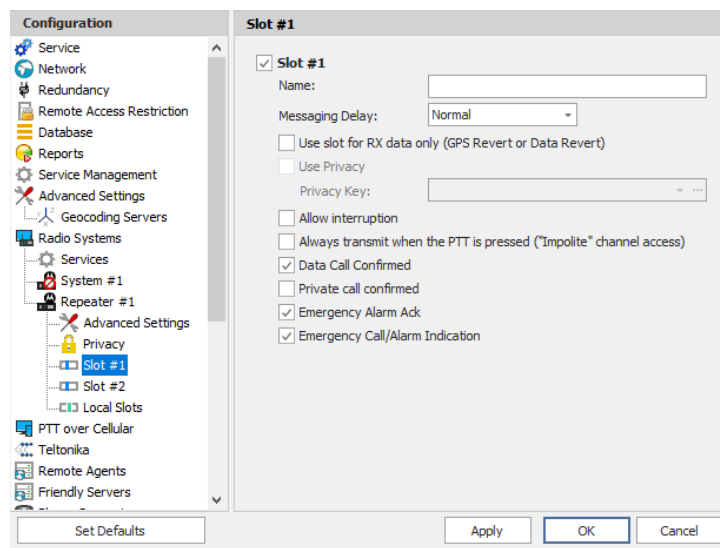 Configuration
Service
Network
Redundancy
Remote Access Restriction
Database
Reports
Service Management
Advanced Settings
Geocoding Servers
Radio Systems
Services
System #1
Repeater #1
Advanced Settings
Privacy
Slot #1
Slot #2
Local Slots
PTT over Cellular
Teltonika
Remote Agents
Friendly Servers
Set Defaults
Slot #1
Slot #1
Name:
Messaging Delay: Normal
Use slot for RX data only (GPS Revert or Data Revert)
Use Privacy
Privacy Key:
Allow interruption
Always transmit when the PTT is pressed ("Impolite" channel access)
Data Call Confirmed
Private call confirmed
Emergency Alarm Ack
Emergency Call/Alarm Indication
Apply OK Cancel